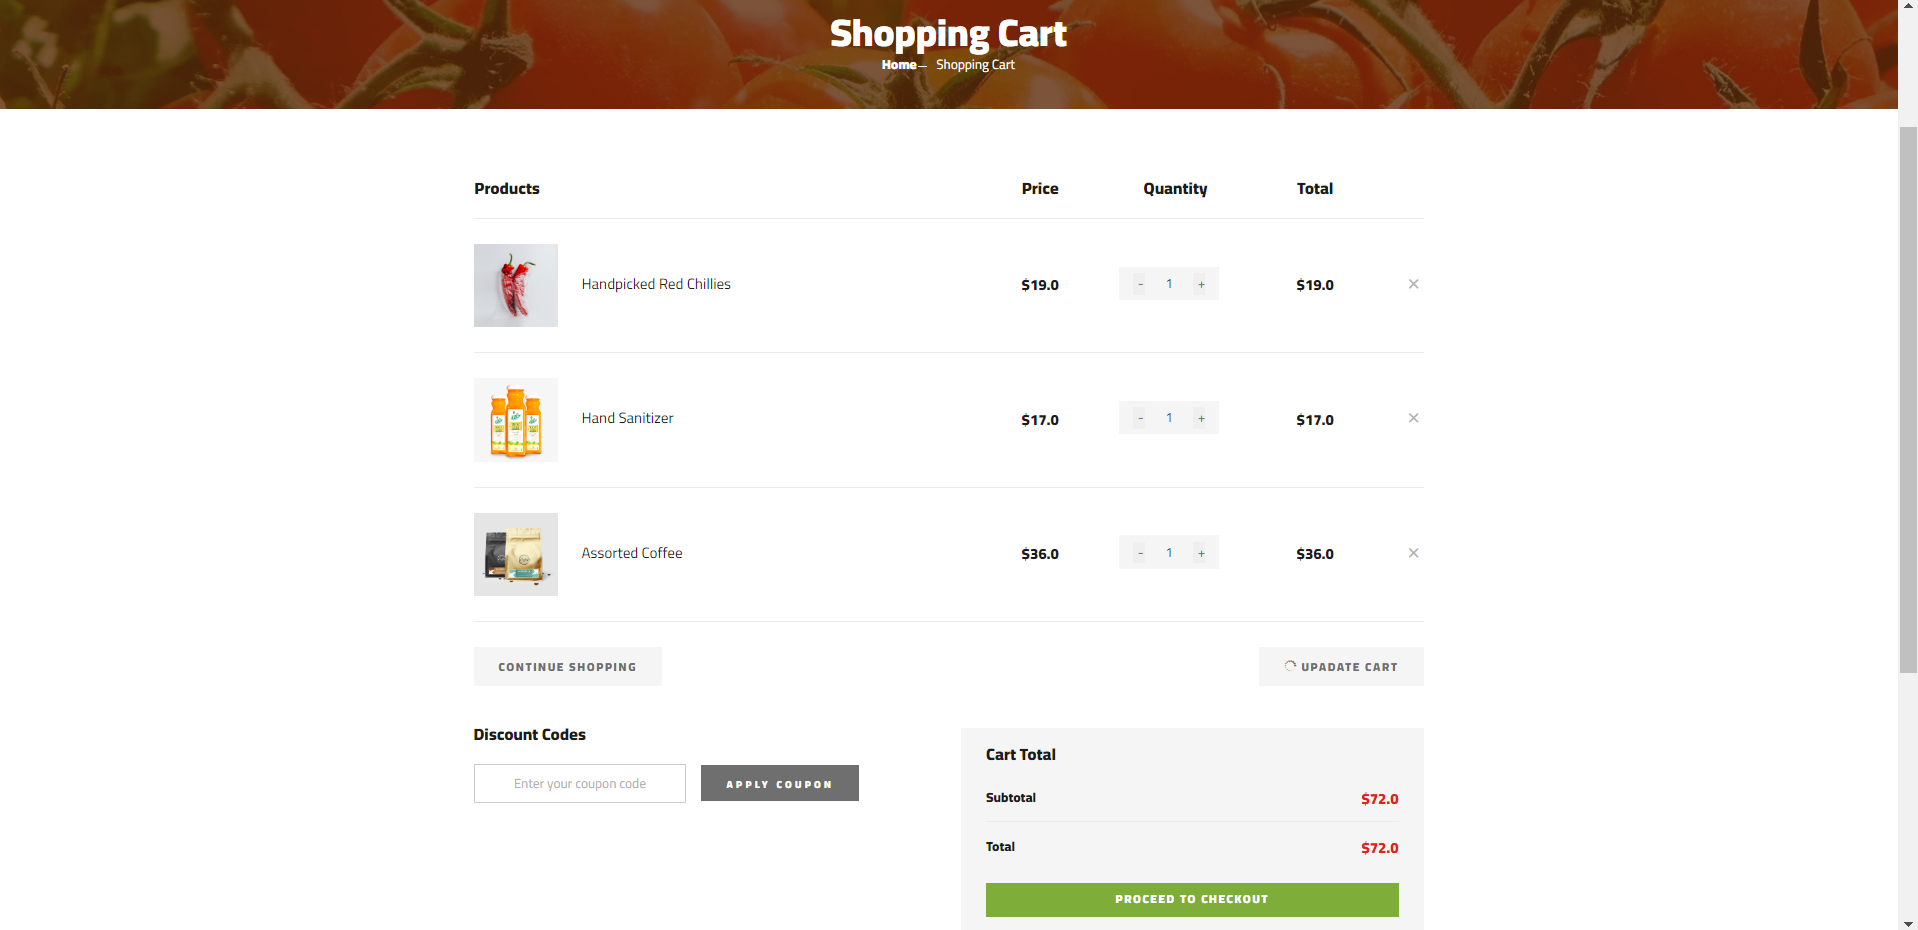 Shopping Cart
Home – Shopping Cart
Products Price Quantity Total
Handpicked Red Chillies $19.0 - 1 + $19.0 ×
Hand Sanitizer $17.0 - 1 + $17.0 ×
Assorted Coffee $36.0 - 1 + $36.0 ×
CONTINUE SHOPPING UPADATE CART
Discount Codes
Enter your coupon code APPLY COUPON
Cart Total
Subtotal $72.0
Total $72.0
PROCEED TO CHECKOUT